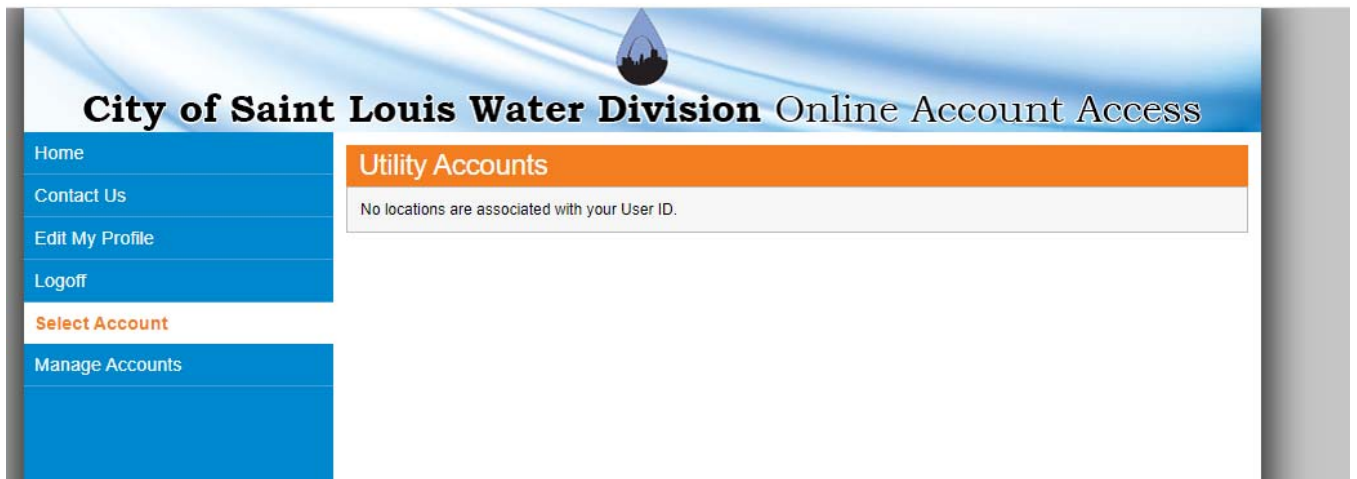 City of Saint Louis Water Division Online Account Access
Home
Contact Us
Edit My Profile
Logoff
Select Account
Manage Accounts
Utility Accounts
No locations are associated with your User ID.